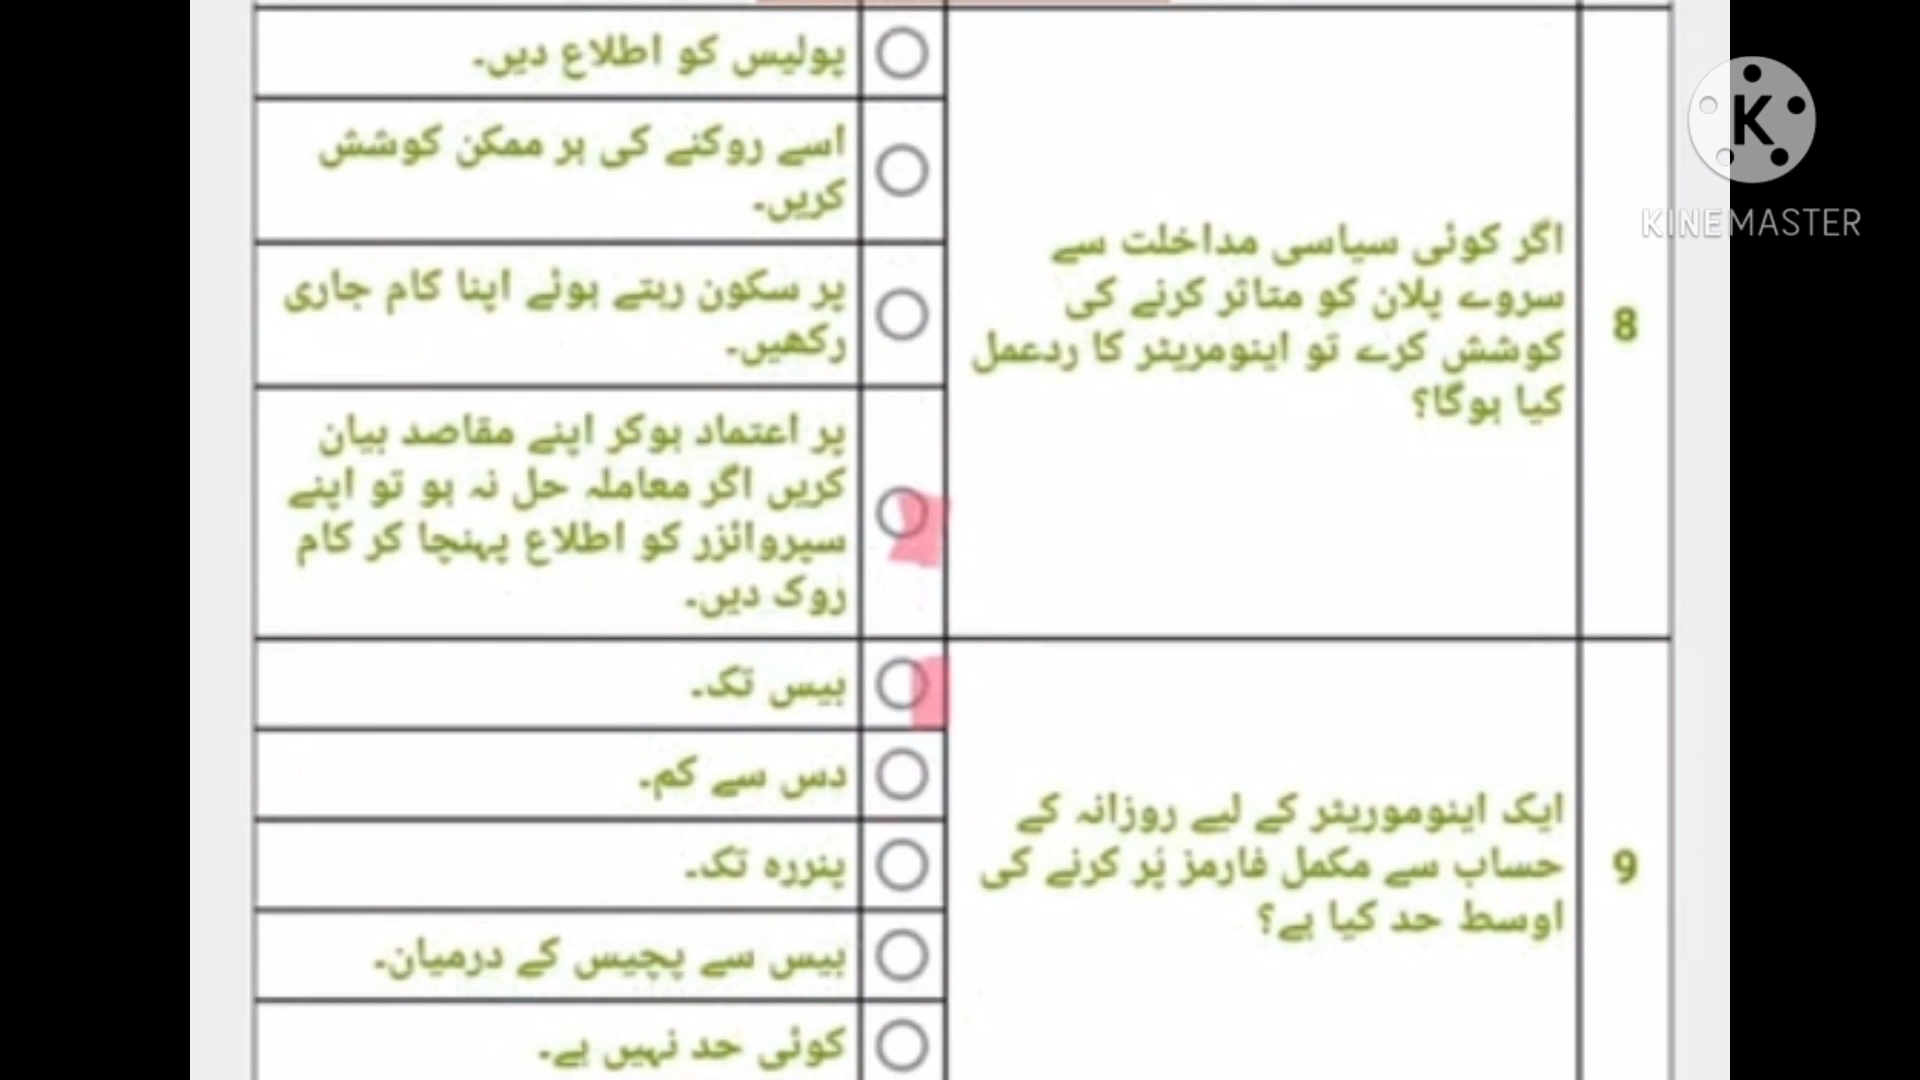 8
اگر کوئی سیاسی مداخلت سے
سروے پلان کو متاثر کرنے کی
کوشش کرے تو اینومریٹر کا ردعمل
کیا ہوگا؟
پولیس کو اطلاع دیں۔
اسے روکنے کی ہر ممکن کوشش
کریں۔
پر سکون رہتے ہوئے اپنا کام جاری
رکھیں۔
پر اعتماد ہوکر اپنے مقاصد بیان
کریں اگر معاملہ حل نہ ہو تو اپنے
سپروائزر کو اطلاع پہنچا کر کام
روک دیں۔
9
ایک اینوموریٹر کے لیے روزانہ کے
حساب سے مکمل فارمز پُر کرنے کی
اوسط حد کیا ہے؟
بیس تک۔
دس سے کم۔
پنررہ تک۔
بیس سے پچیس کے درمیان۔
کوئی حد نہیں ہے۔
K
KINEMASTER